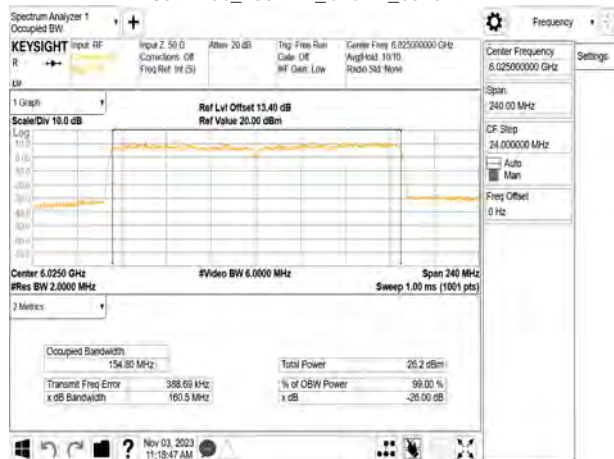 Spectrum Analyzer 1
Occupied BW
Frequency
KEYSIGHT
Input: RF
Input Z: 50 Ω
Corrections: Off
Freq Ref: Int (S)
Atten: 20 dB
Trig: Free Run
Gate: Off
#IF Gain: Low
Center Freq: 6.025000000 GHz
Avg|Hold: 10/10
Radio Std: None
Center Frequency
6.025000000 GHz
Settings
Span
240.00 MHz
CF Step
24.000000 MHz
Auto
Man
Freq Offset
0 Hz
1 Graph
Scale/Div 10.0 dB
Ref Lvl Offset 13.40 dB
Ref Value 20.00 dBm
Log
10.0
0.00
Center 6.0250 GHz
#Res BW 2.0000 MHz
#Video BW 6.0000 MHz
Span 240 MHz
Sweep 1.00 ms (1001 pts)
2 Metrics
Occupied Bandwidth
154.80 MHz
Total Power
26.2 dBm
Transmit Freq Error
388.69 kHz
% of OBW Power
99.00 %
x dB Bandwidth
160.5 MHz
x dB
-26.00 dB
?
Nov 03, 2023
11:18:47 AM